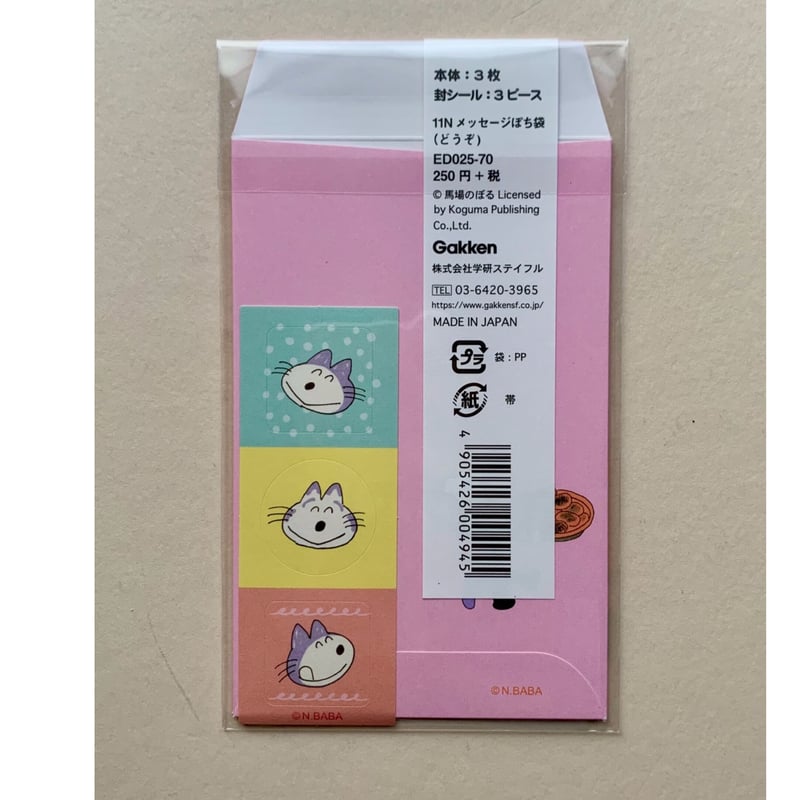 本体：3枚
封シール：3ピース
11N メッセージぽち袋
(どうぞ)
ED025-70
250 円 + 税
© 馬場のぼる Licensed
by Koguma Publishing
Co.,Ltd.
Gakken
株式会社学研ステイフル
TEL 03-6420-3965
https://www.gakkensf.co.jp/
MADE IN JAPAN
プラ 袋：PP
紙 帯
4905426004945
©N.BABA
©N.BABA